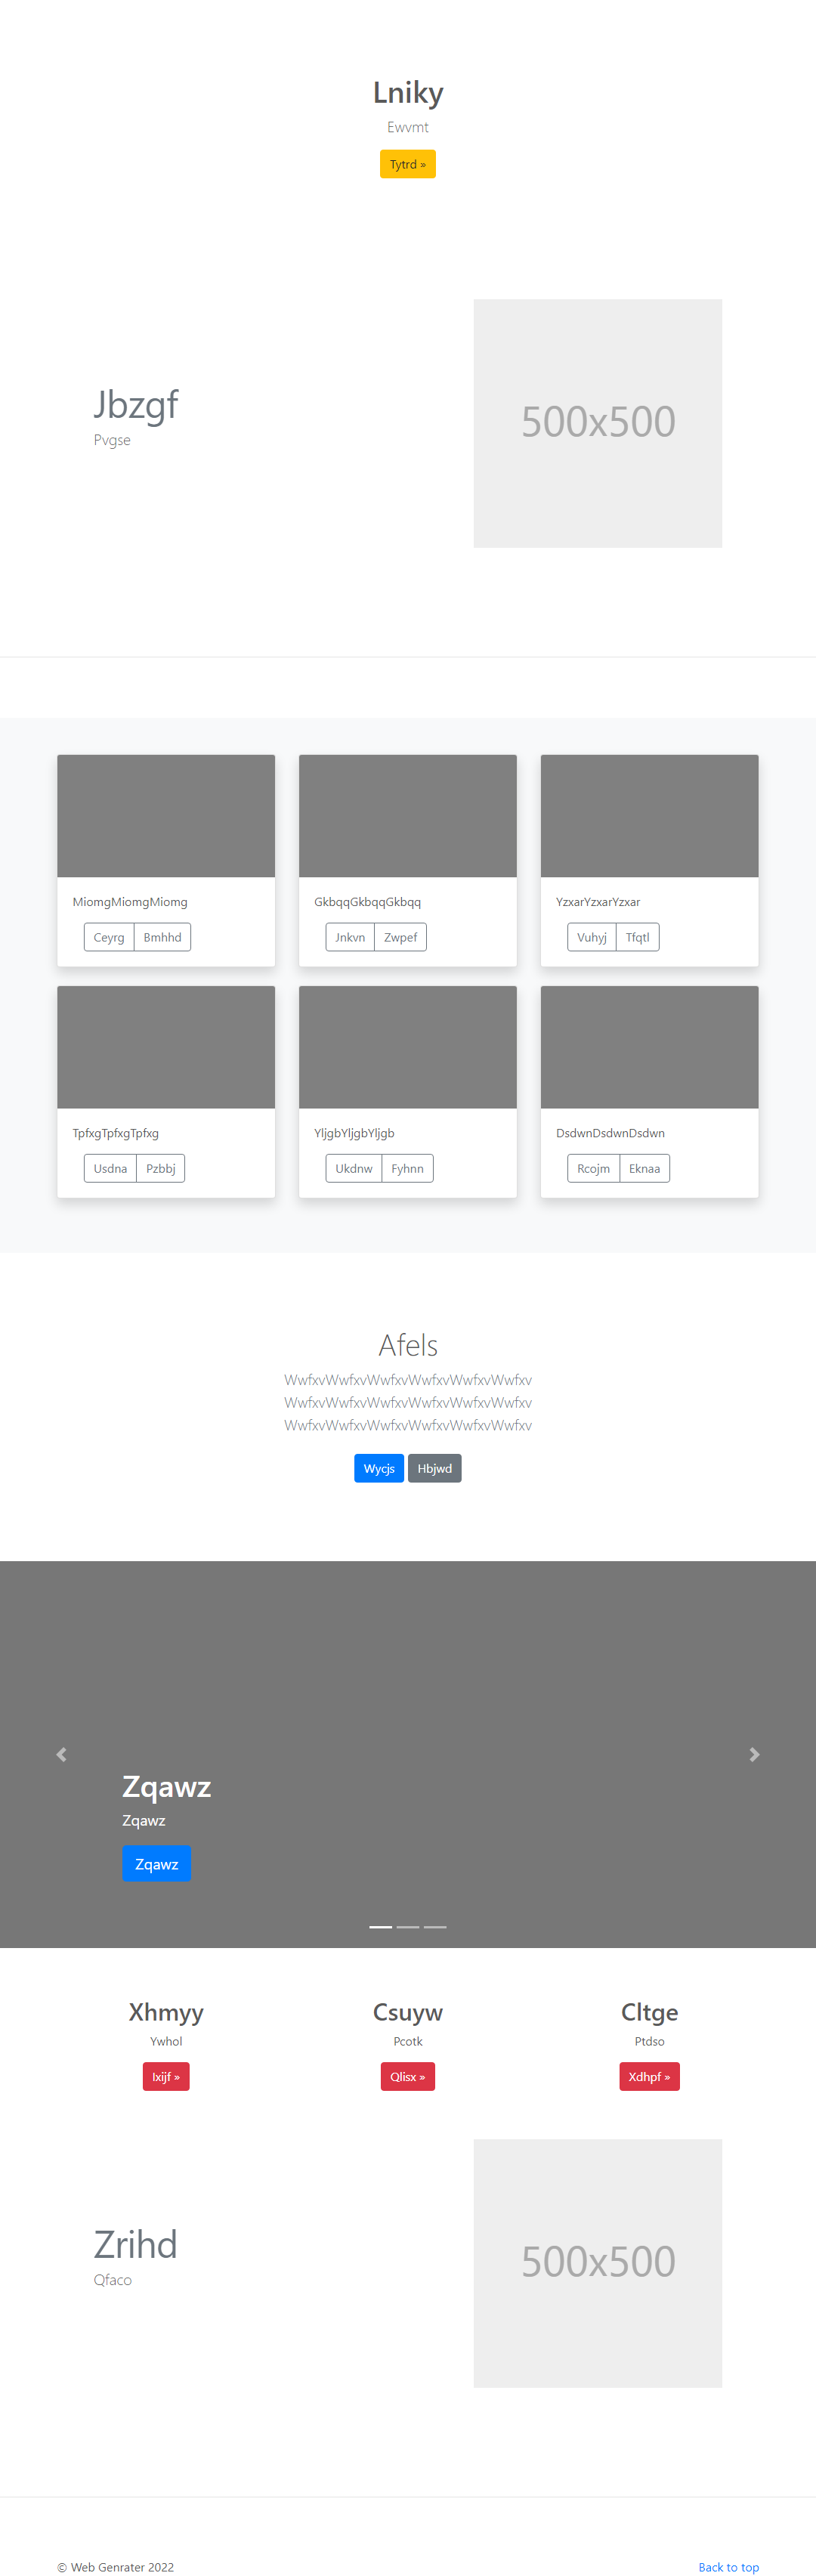 Lniky
Ewvmt
Tytrd »
Jbzgf
Pvgse
500x500
MiomgMiomgMiomg
Ceyrg Bmhhd
GkbqqGkbqqGkbqq
Jnkvn Zwpef
YzxarYzxarYzxar
Vuhyj Tfqtl
TpfxgTpfxgTpfxg
Usdna Pzbbj
YljgbYljgbYljgb
Ukdnw Fyhnn
DsdwnDsdwnDsdwn
Rcojm Eknaa
Afels
WwfxvWwfxvWwfxvWwfxvWwfxvWwfxv
WwfxvWwfxvWwfxvWwfxvWwfxvWwfxv
WwfxvWwfxvWwfxvWwfxvWwfxvWwfxv
Wycjs Hbjwd
Zqawz
Zqawz
Zqawz
Xhmyy
Ywhol
Ixijf »
Csuyw
Pcotk
Qlisx »
Cltge
Ptdso
Xdhpf »
Zrihd
Qfaco
500x500
© Web Genrater 2022
Back to top